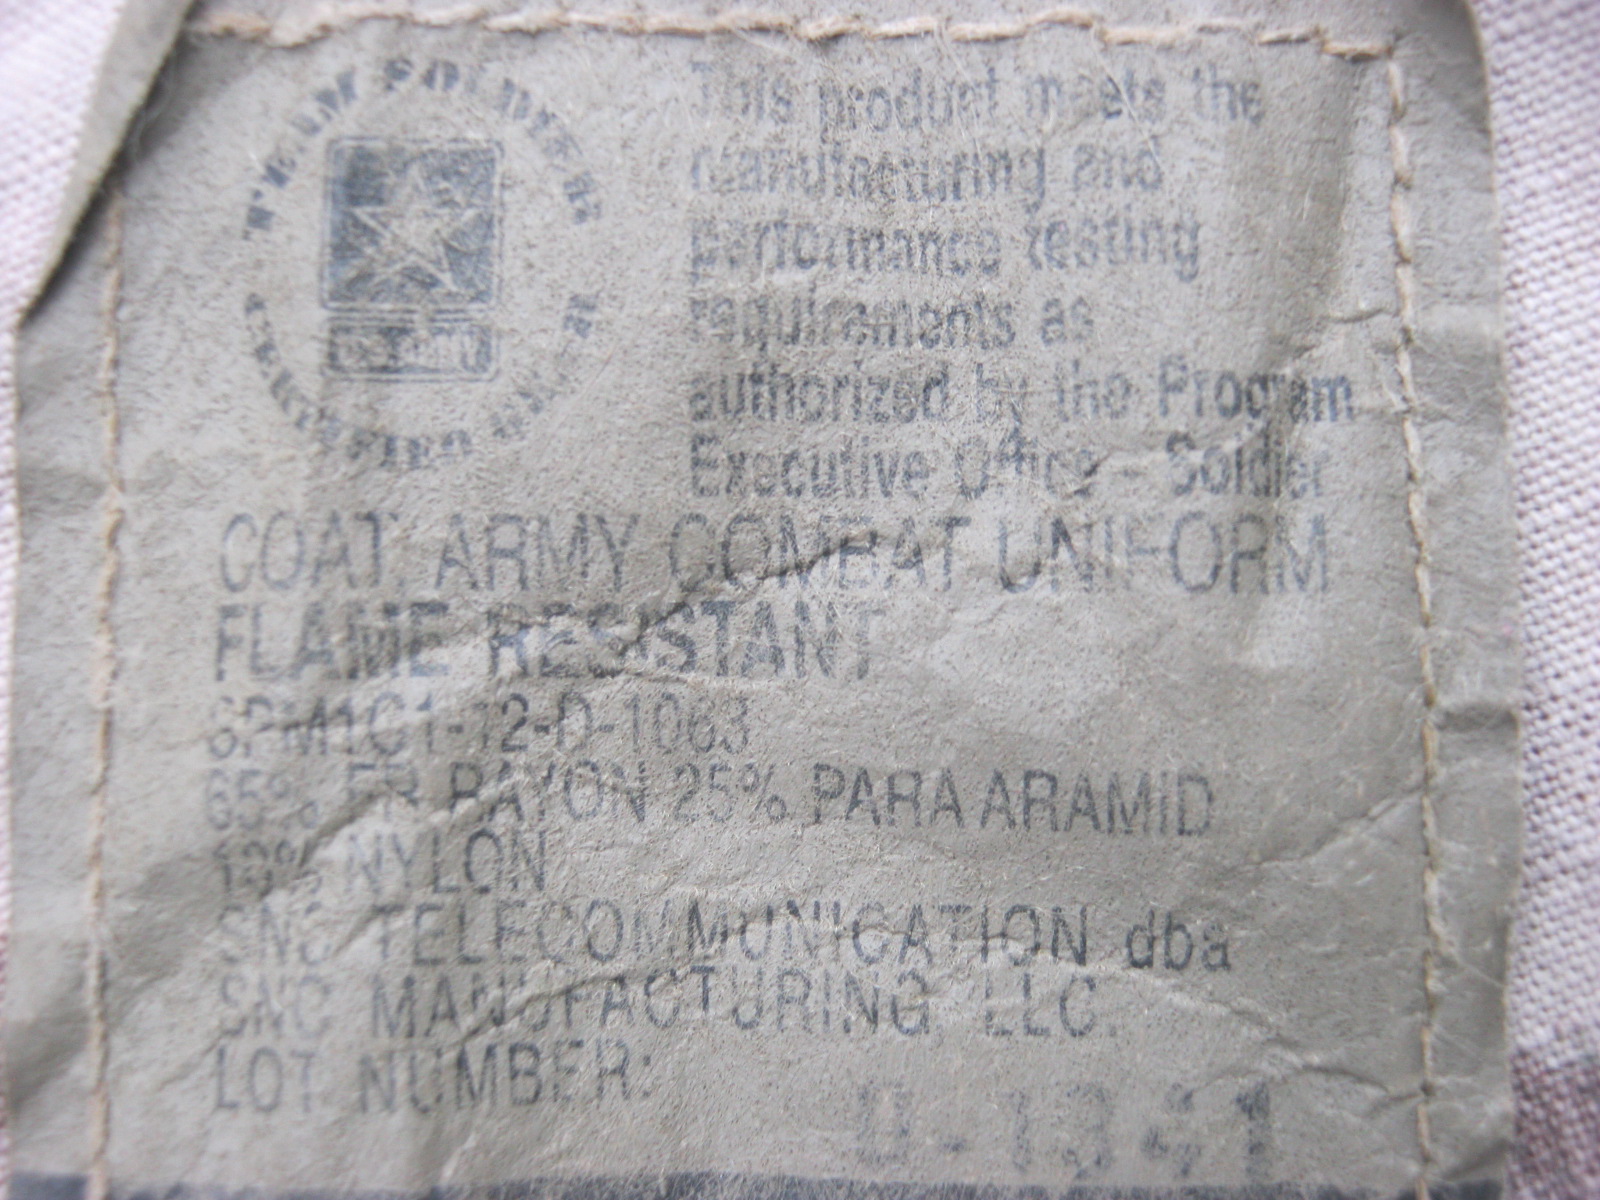 This product meets the
manufacturing and
performance testing
requirements as
authorized by the Program
Executive Office - Soldier
U.S. ARMY
COAT, ARMY COMBAT UNIFORM
FLAME RESISTANT
SPM1C1-12-D-1063
65% FR RAYON 25% PARA ARAMID
10% NYLON
SNC TELECOMMUNICATION dba
SNC MANUFACTURING, LLC.
LOT NUMBER: